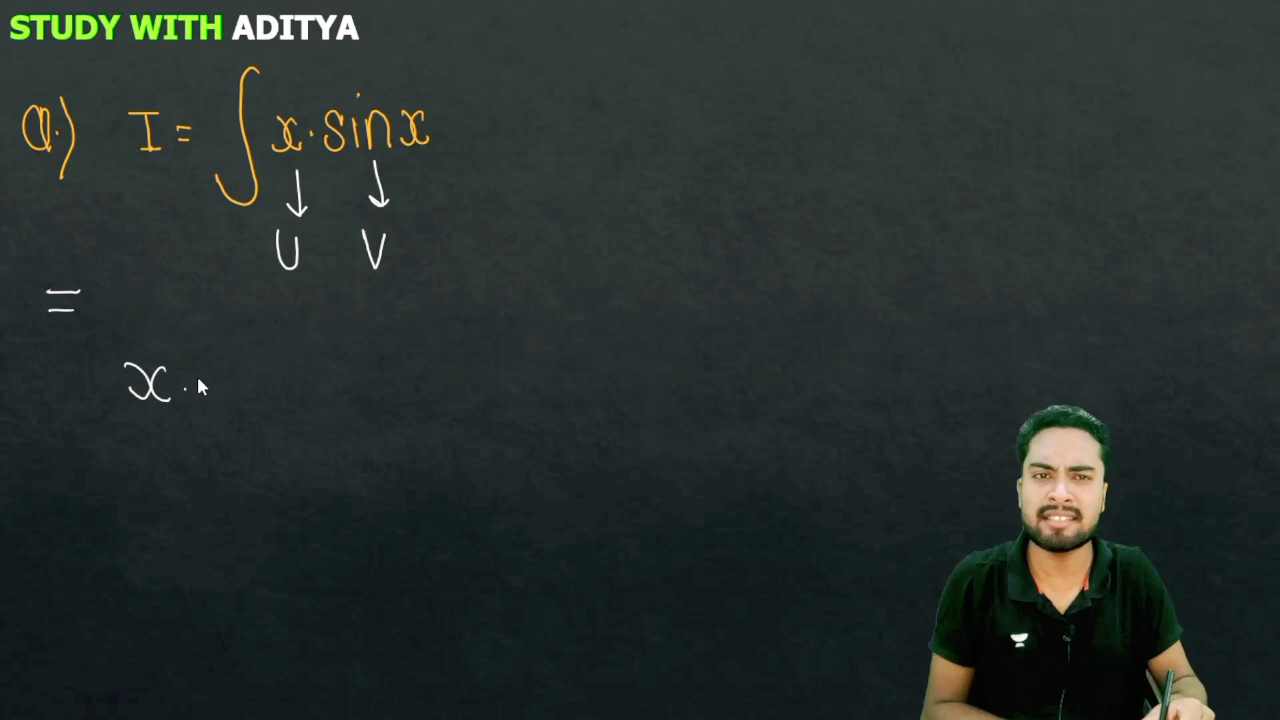 STUDY WITH ADITYA
Q.) I = ∫ x · sinx
U V
=
x ·